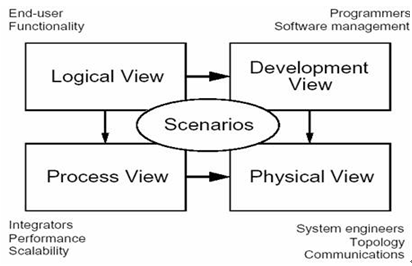 End-user
Functionality
Programmers
Software management
Logical View
Development
View
Scenarios
Process View
Physical View
Integrators
Performance
Scalability
System engineers
Topology
Communications